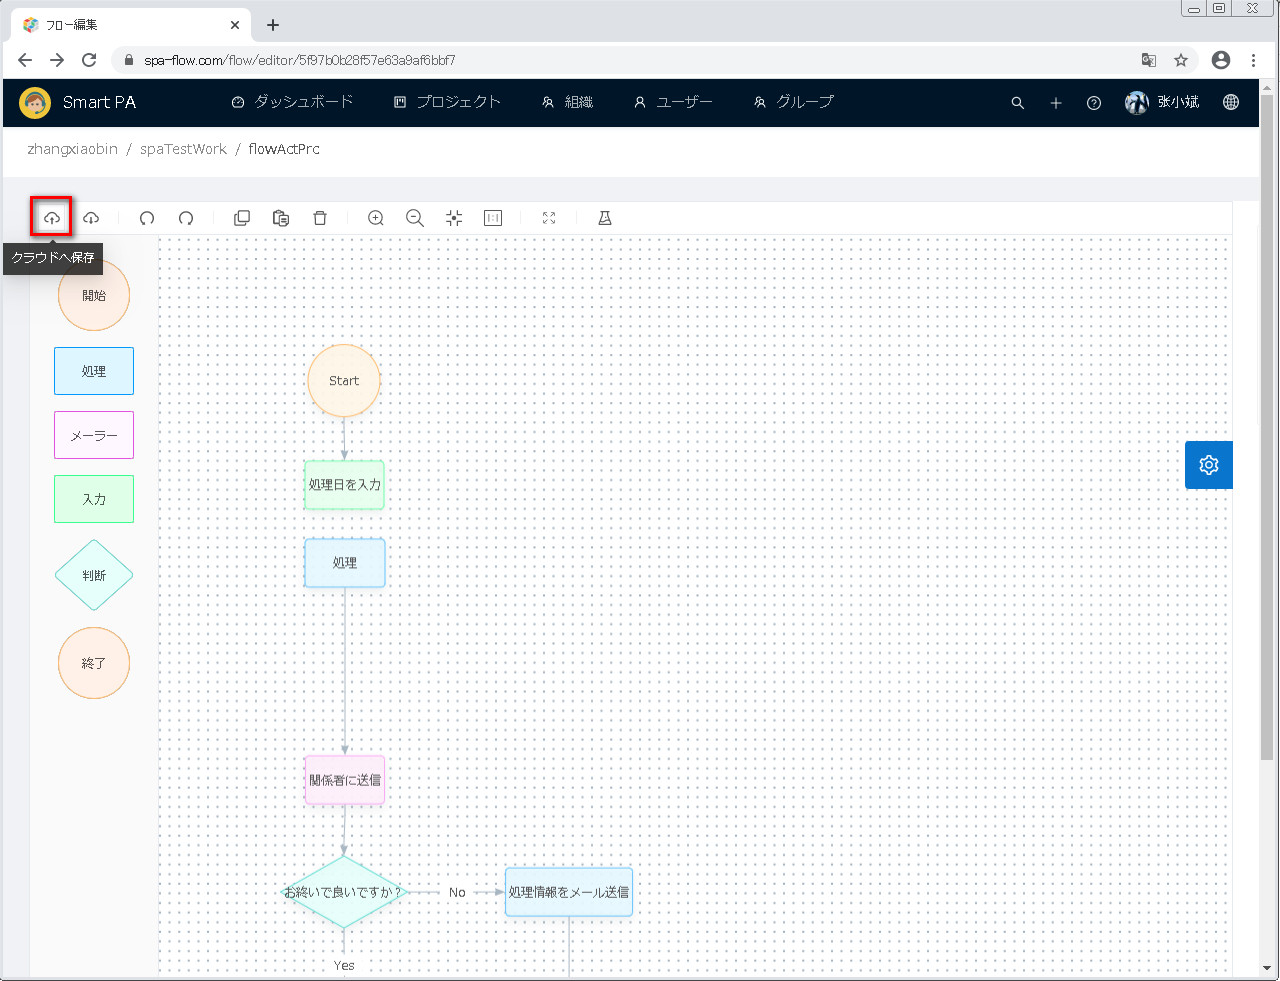 フロー編集
spa-flow.com/flow/editor/5f97b0b28f57e63a9af6bbf7
Smart PA
ダッシュボード
プロジェクト
組織
ユーザー
グループ
张小斌
zhangxiaobin / spaTestWork / flowActPrc
クラウドへ保存
開始
処理
メーラー
入力
判断
終了
Start
処理日を入力
処理
関係者に送信
お終いで良いですか？
No
処理情報をメール送信
Yes